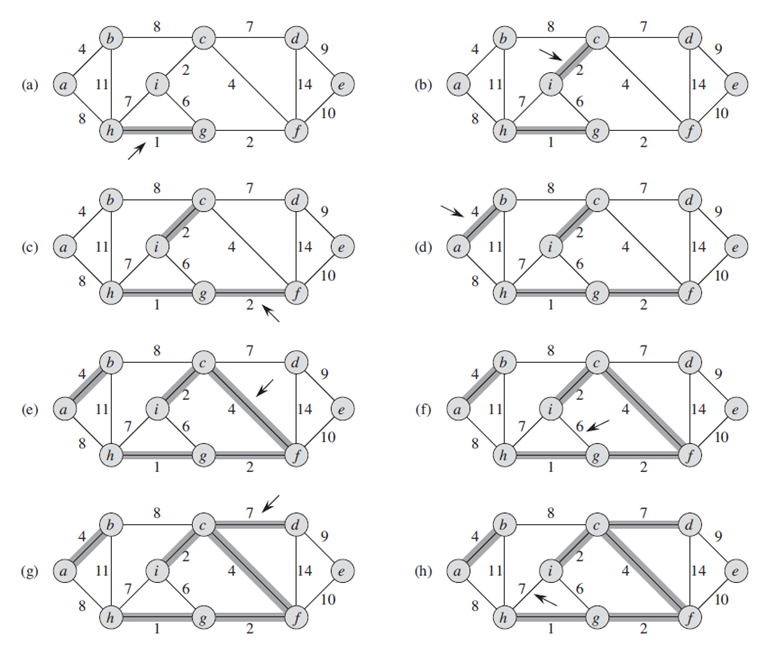 8 7 8 7
b c d b c d
4 9 4 9
2 2
(a) a 11 i 4 14 e (b) a 11 i 4 14 e
7 6 7 6
8 10 8 10
h g f h g f
1 2 1 2
8 7 8 7
b c d b c d
4 9 4 9
2 2
(c) a 11 i 4 14 e (d) a 11 i 4 14 e
7 6 7 6
8 10 8 10
h g f h g f
1 2 1 2
8 7 8 7
b c d b c d
4 9 4 9
2 2
(e) a 11 i 4 14 e (f) a 11 i 4 14 e
7 6 7 6
8 10 8 10
h g f h g f
1 2 1 2
8 7 8 7
b c d b c d
4 9 4 9
2 2
(g) a 11 i 4 14 e (h) a 11 i 4 14 e
7 6 7 6
8 10 8 10
h g f h g f
1 2 1 2